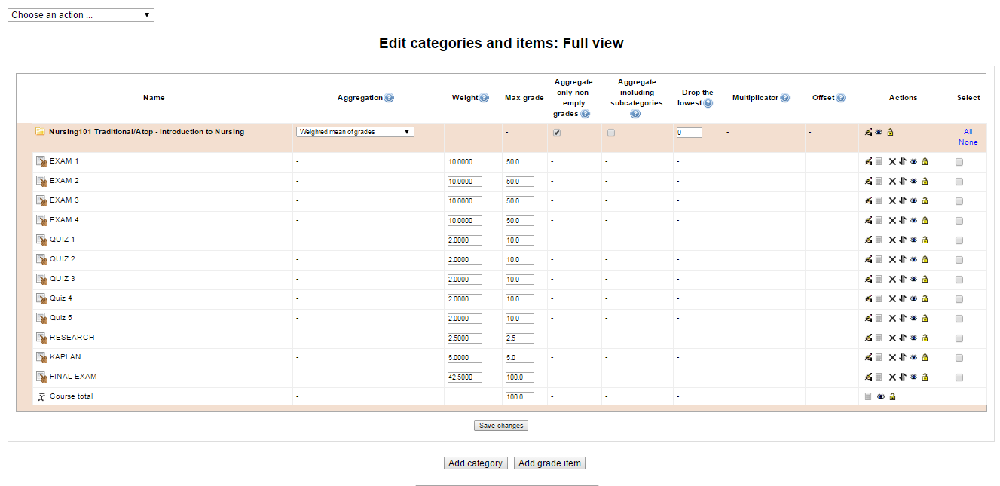 Choose an action ...
Edit categories and items: Full view
Name Aggregation Weight Max grade Aggregate only non-empty grades Aggregate including subcategories Drop the lowest Multiplicator Offset Actions Select
Nursing101 Traditional/Atop - Introduction to Nursing Weighted mean of grades - 0 - - All None
EXAM 1 - 10.0000 50.0 - - -
EXAM 2 - 10.0000 50.0 - - -
EXAM 3 - 10.0000 50.0 - - -
EXAM 4 - 10.0000 50.0 - - -
QUIZ 1 - 2.0000 10.0 - - -
QUIZ 2 - 2.0000 10.0 - - -
QUIZ 3 - 2.0000 10.0 - - -
Quiz 4 - 2.0000 10.0 - - -
Quiz 5 - 2.0000 10.0 - - -
RESEARCH - 2.5000 2.5 - - -
KAPLAN - 5.0000 5.0 - - -
FINAL EXAM - 42.5000 100.0 - - -
Course total - 100.0 - - -
Save changes
Add category Add grade item